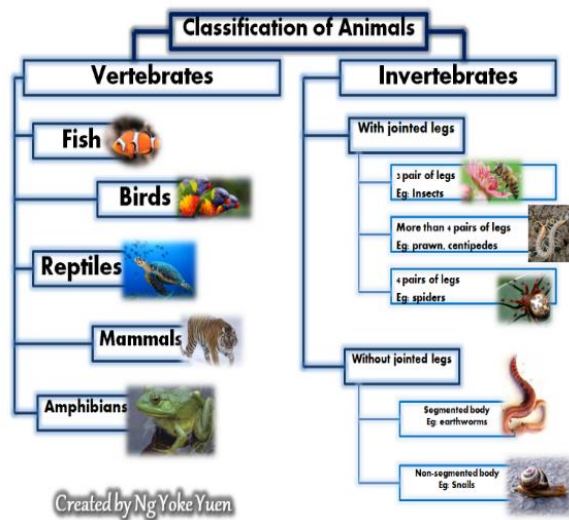 Classification of Animals
Vertebrates
Fish
Birds
Reptiles
Mammals
Amphibians
Invertebrates
With jointed legs
3 pair of legs
Eg: Insects
More than 4 pairs of legs
Eg: prawn, centipedes
4 pairs of legs
Eg: spiders
Without jointed legs
Segmented body
Eg: earthworms
Non-segmented body
Eg: Snails
Created by Ng Yoke Yuen